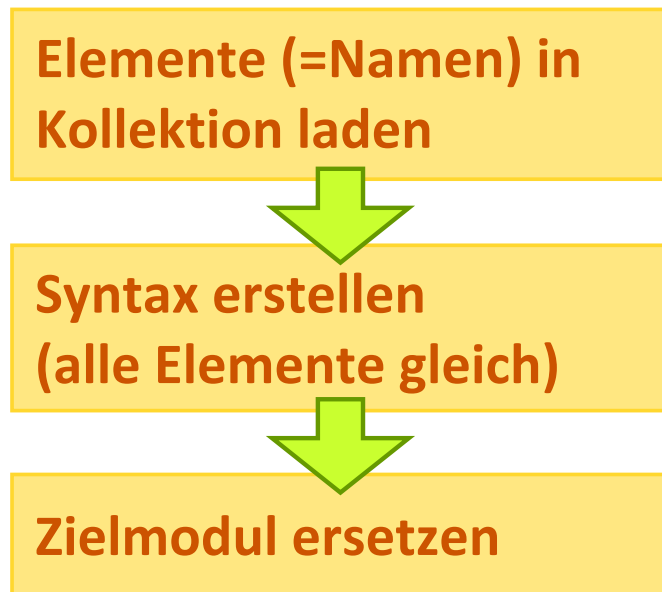 Elemente (=Namen) in
Kollektion laden
Syntax erstellen
(alle Elemente gleich)
Zielmodul ersetzen